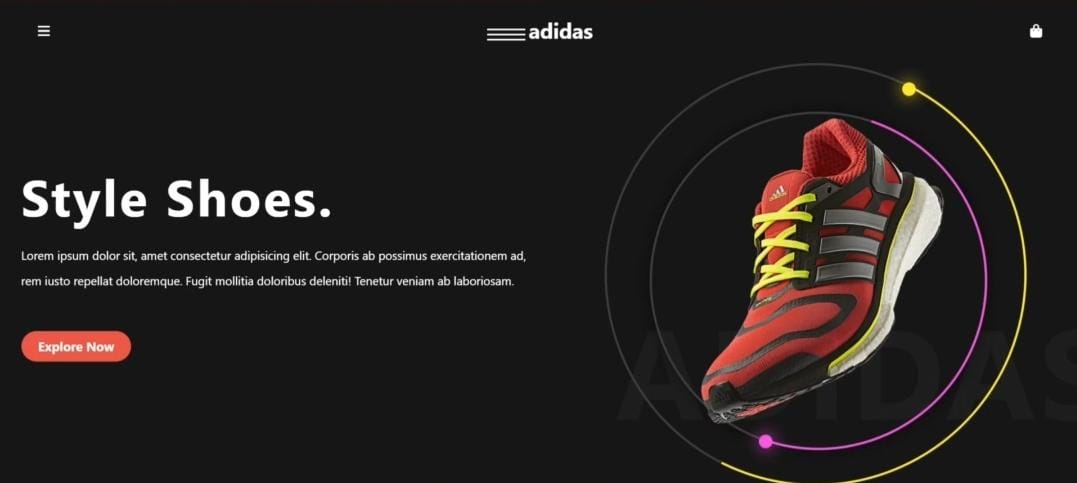 adidas
Style Shoes.
Lorem ipsum dolor sit, amet consectetur adipisicing elit. Corporis ab possimus exercitationem ad,
rem iusto repellat doloremque. Fugit mollitia doloribus deleniti! Tenetur veniam ab laboriosam.
Explore Now
ADIDAS